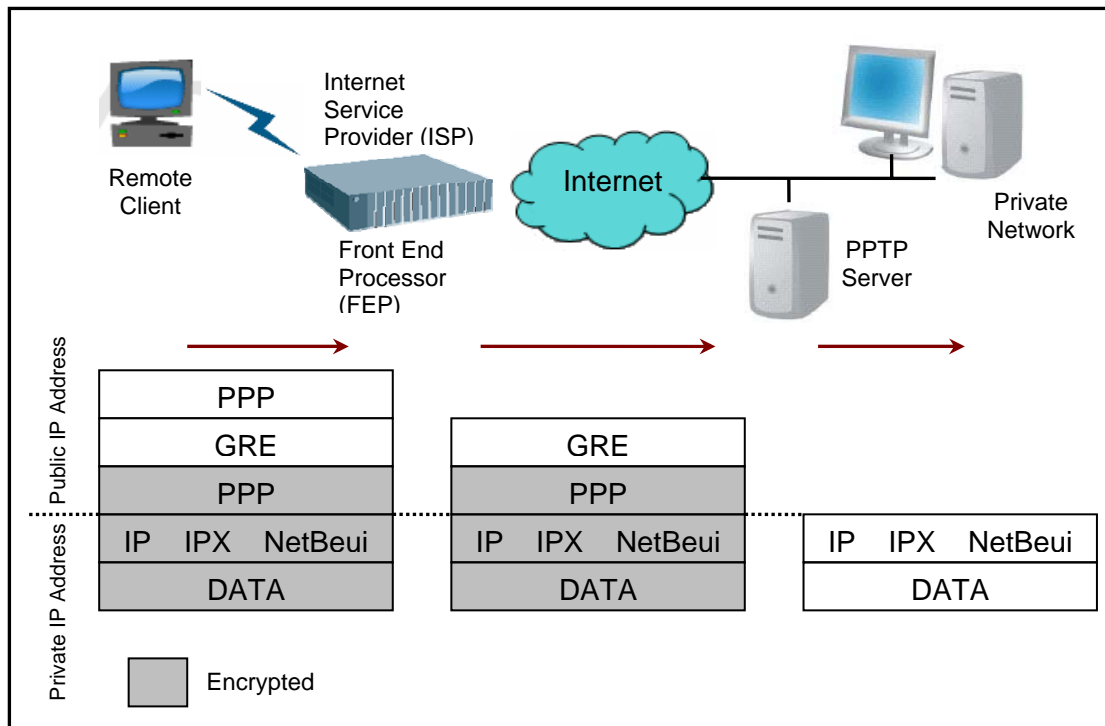 Internet
Service
Provider (ISP)
Remote
Client
Internet
Front End
Processor
(FEP)
PPTP
Server
Private
Network
Public IP Address
PPP
GRE
PPP
IP IPX NetBeui
DATA
GRE
PPP
IP IPX NetBeui
DATA
IP IPX NetBeui
DATA
Private IP Address
Encrypted